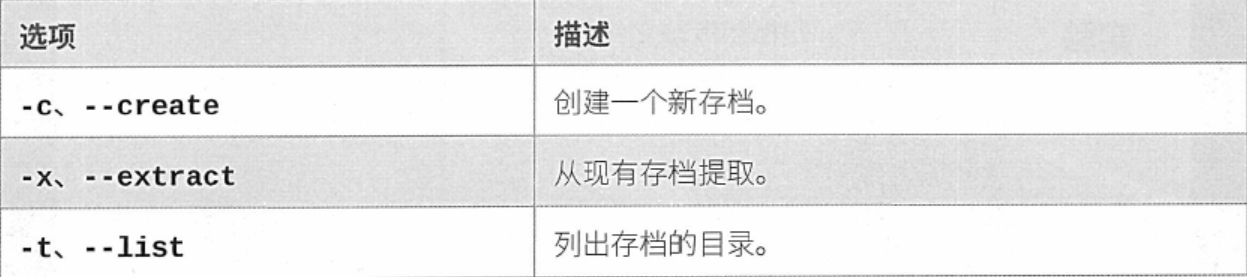 选项 描述
-c、--create 创建一个新存档。
-x、--extract 从现有存档提取。
-t、--list 列出存档的目录。